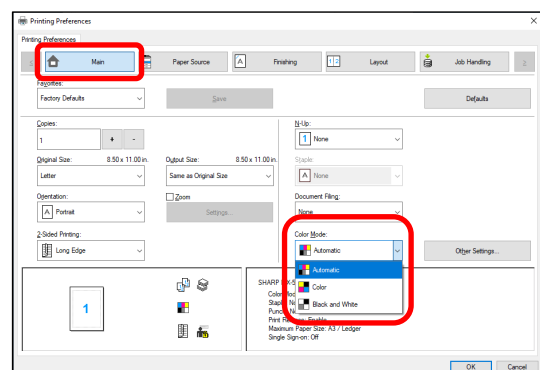 Printing Preferences
Printing Preferences
Main
Paper Source
Finishing
Layout
Job Handling
Favorites:
Factory Defaults
Save
Defaults
Copies:
1
+ -
N-Up:
1 None
Original Size: 8.50 x 11.00 in.
Letter
Output Size: 8.50 x 11.00 in.
Same as Original Size
Staple:
None
Orientation:
A Portrait
Zoom
Settings...
Document Filing:
None
2-Sided Printing:
Long Edge
Color Mode:
Automatic
Other Settings...
Automatic
Color
Black and White
1
SHARP
Staple
Maximum Paper Size: A3 / Ledger
Single Sign-on: Off
OK Cancel